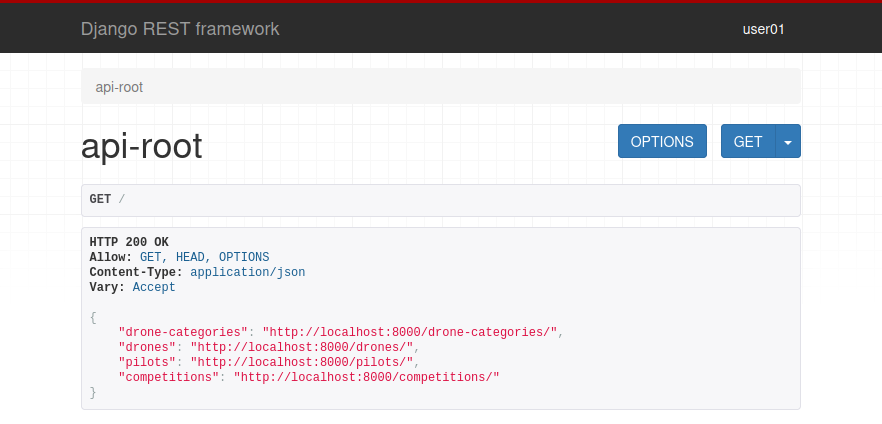 Django REST framework
user01
api-root
api-root
OPTIONS
GET
GET /
HTTP 200 OK
Allow: GET, HEAD, OPTIONS
Content-Type: application/json
Vary: Accept
{
    "drone-categories": "http://localhost:8000/drone-categories/",
    "drones": "http://localhost:8000/drones/",
    "pilots": "http://localhost:8000/pilots/",
    "competitions": "http://localhost:8000/competitions/"
}